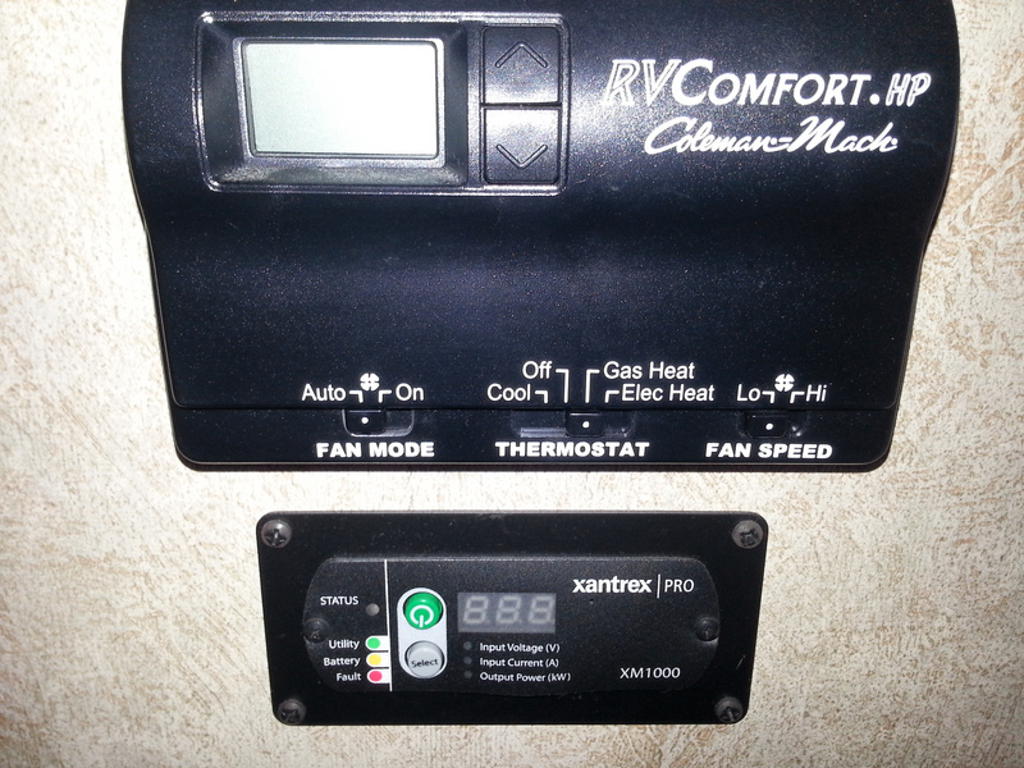 RVComfort.HP
Coleman-Mach
Off Gas Heat
Auto On Cool Elec Heat Lo Hi
FAN MODE THERMOSTAT FAN SPEED
xantrex | PRO
STATUS
Utility
Battery
Fault
Select
Input Voltage (V)
Input Current (A)
Output Power (kW)
XM1000